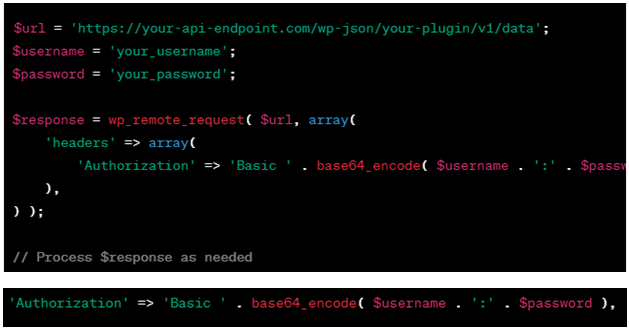 $url = 'https://your-api-endpoint.com/wp-json/your-plugin/v1/data';
$username = 'your_username';
$password = 'your_password';
$response = wp_remote_request( $url, array(
'headers' => array(
'Authorization' => 'Basic ' . base64_encode( $username . ':' . $passw
),
) );
// Process $response as needed
'Authorization' => 'Basic ' . base64_encode( $username . ':' . $password ),